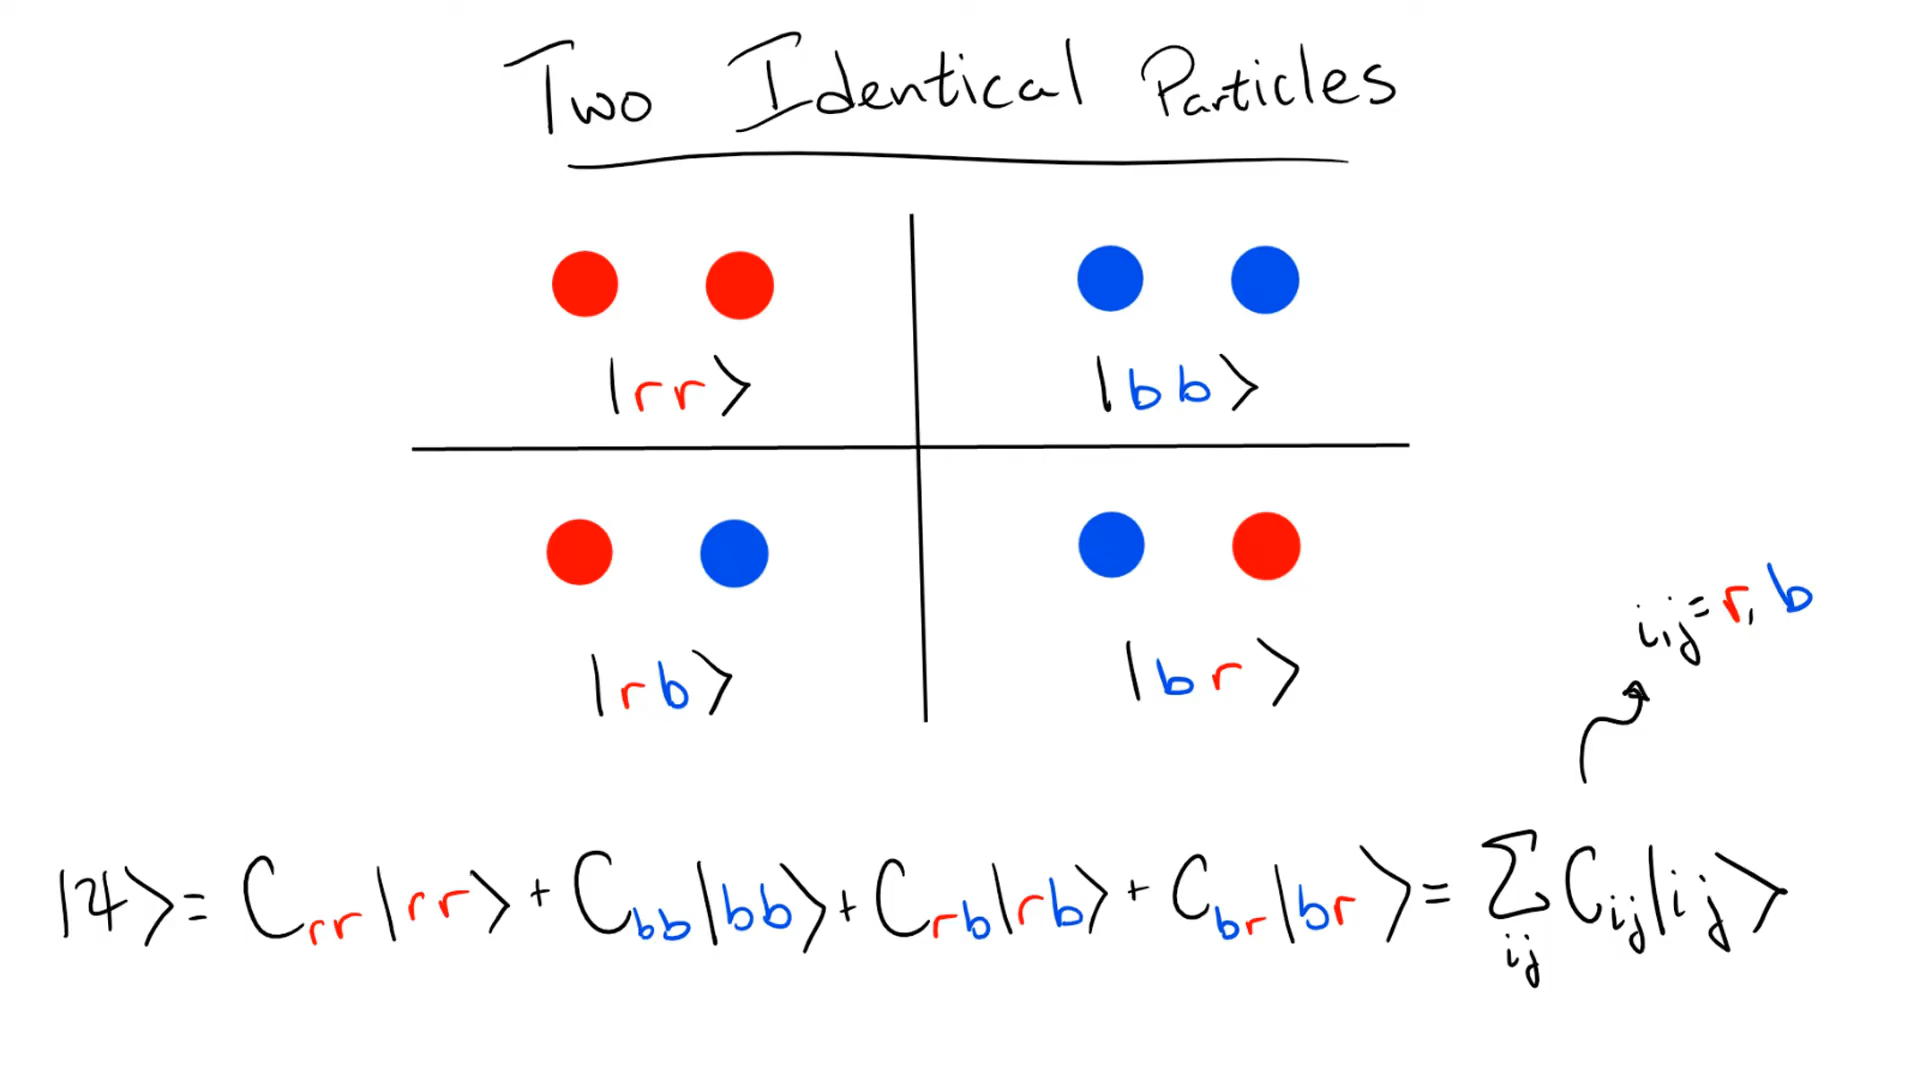 Two Identical Particles
|rr⟩ |bb⟩
|rb⟩ |br⟩
i,j = r, b
|ψ⟩ = C_rr|rr⟩ + C_bb|bb⟩ + C_rb|rb⟩ + C_br|br⟩ = Σ_ij C_ij|ij⟩